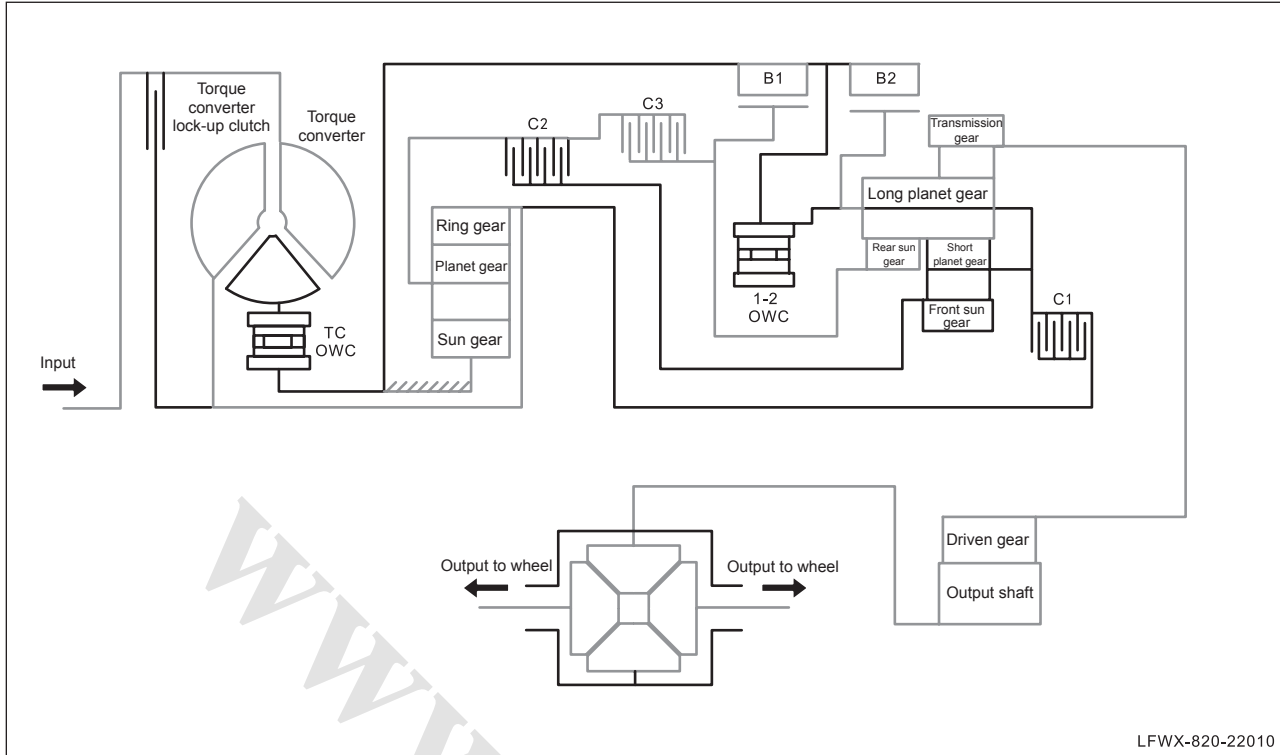 Torque
converter
lock-up clutch
Torque
converter
C2
C3
B1
B2
Transmission
gear
Long planet gear
Ring gear
Planet gear
Sun gear
Rear sun
gear
Short
planet gear
Front sun
gear
1-2
OWC
C1
TC
OWC
Input
Output to wheel
Output to wheel
Driven gear
Output shaft
WW
LFWX-820-22010